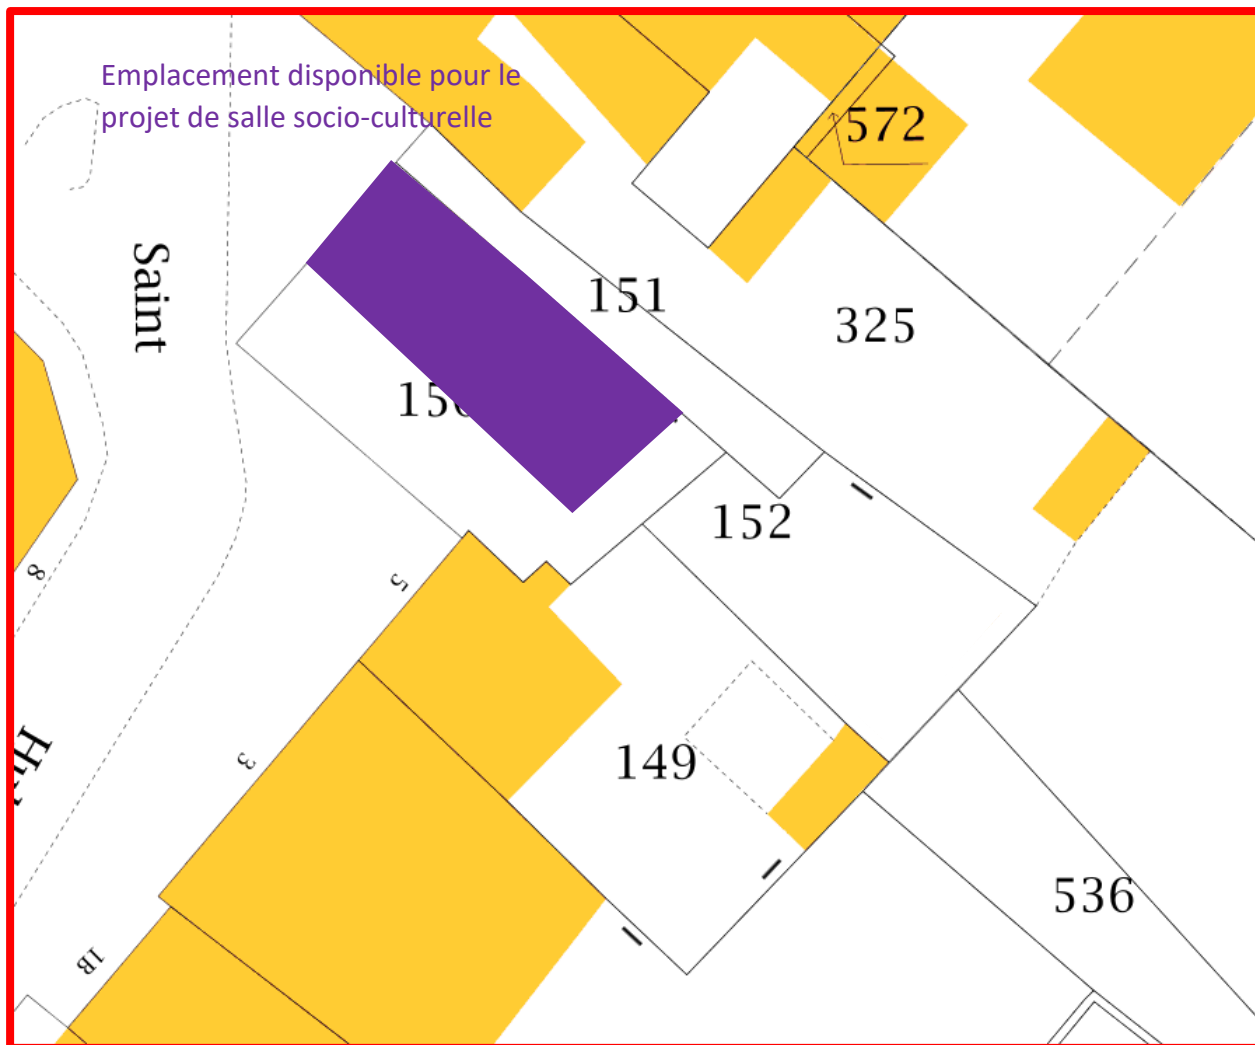 Emplacement disponible pour le
projet de salle socio-culturelle
572
Saint
151
325
152
5
8
149
3
536
1B